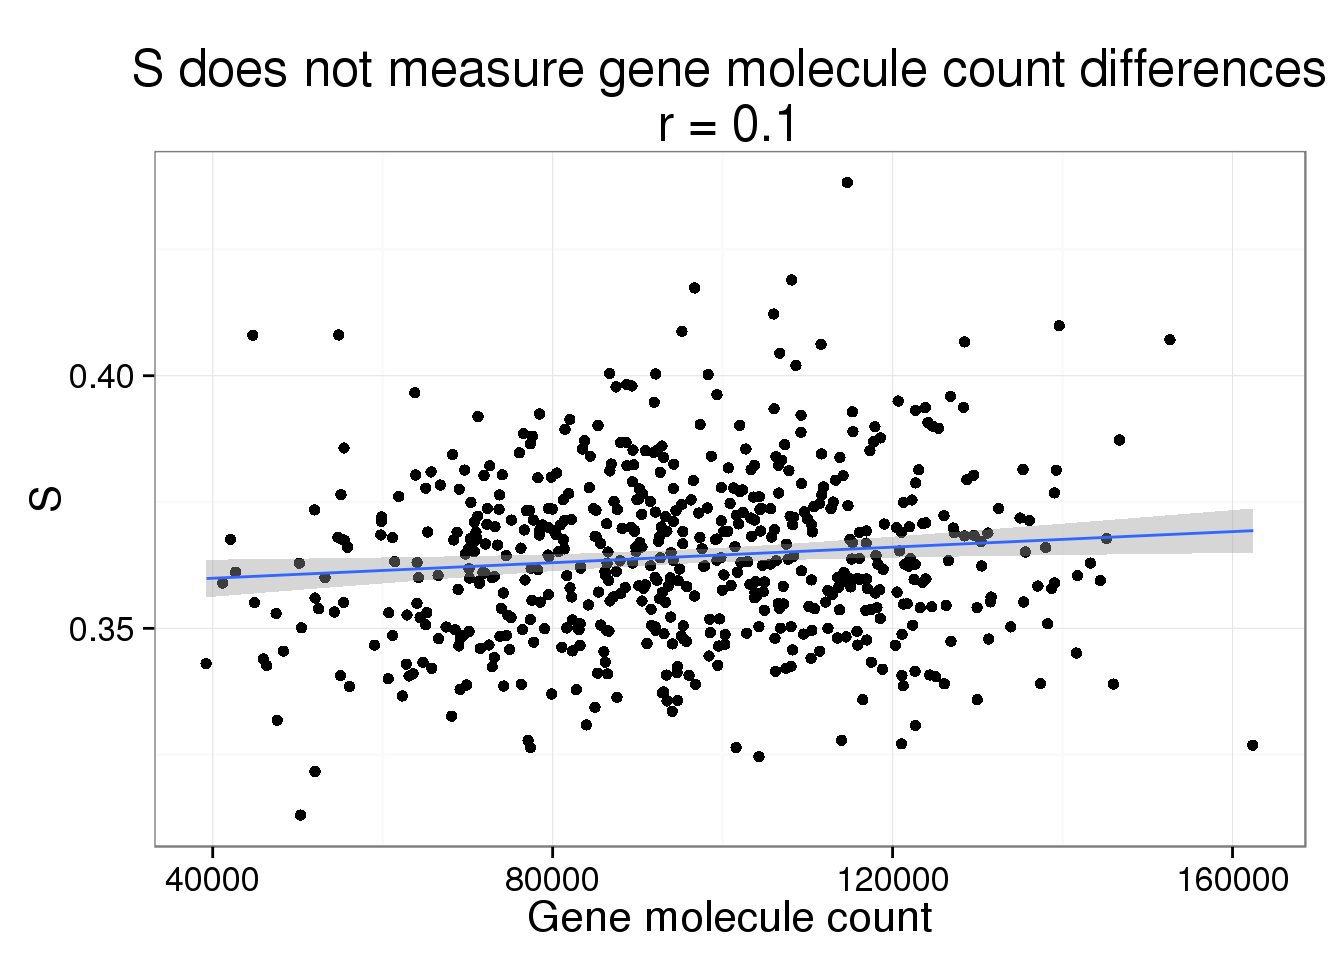 S does not measure gene molecule count differences
r = 0.1
0.40
0.35
S
40000 80000 120000 160000
Gene molecule count